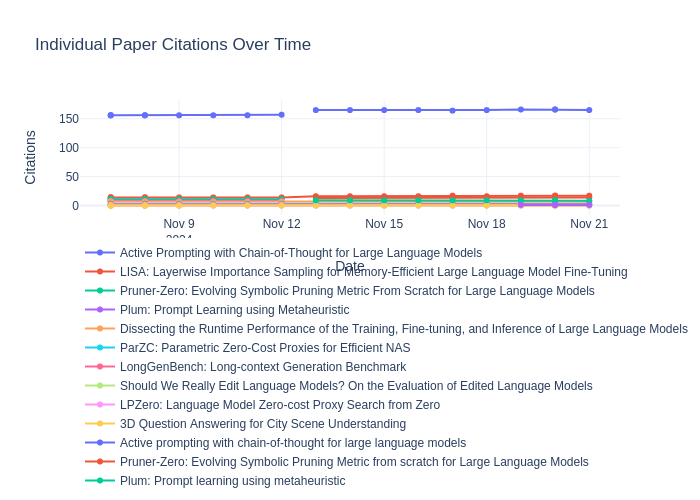 Individual Paper Citations Over Time
Citations
150
100
50
0
Nov 9 Nov 12 Nov 15 Nov 18 Nov 21
2024
Date
Active Prompting with Chain-of-Thought for Large Language Models
LISA: Layerwise Importance Sampling for Memory-Efficient Large Language Model Fine-Tuning
Pruner-Zero: Evolving Symbolic Pruning Metric From Scratch for Large Language Models
Plum: Prompt Learning using Metaheuristic
Dissecting the Runtime Performance of the Training, Fine-tuning, and Inference of Large Language Models
ParZC: Parametric Zero-Cost Proxies for Efficient NAS
LongGenBench: Long-context Generation Benchmark
Should We Really Edit Language Models? On the Evaluation of Edited Language Models
LPZero: Language Model Zero-cost Proxy Search from Zero
3D Question Answering for City Scene Understanding
Active prompting with chain-of-thought for large language models
Pruner-Zero: Evolving Symbolic Pruning Metric from scratch for Large Language Models
Plum: Prompt learning using metaheuristic